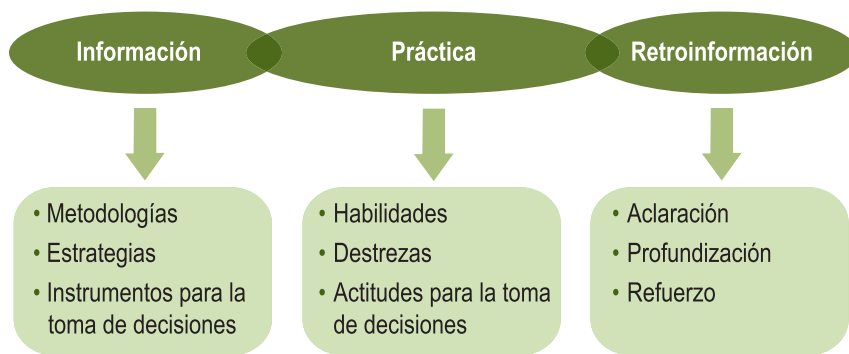 Información
Práctica
Retroinformación
• Metodologías
• Estrategias
• Instrumentos para la
toma de decisiones
• Habilidades
• Destrezas
• Actitudes para la toma
de decisiones
• Aclaración
• Profundización
• Refuerzo